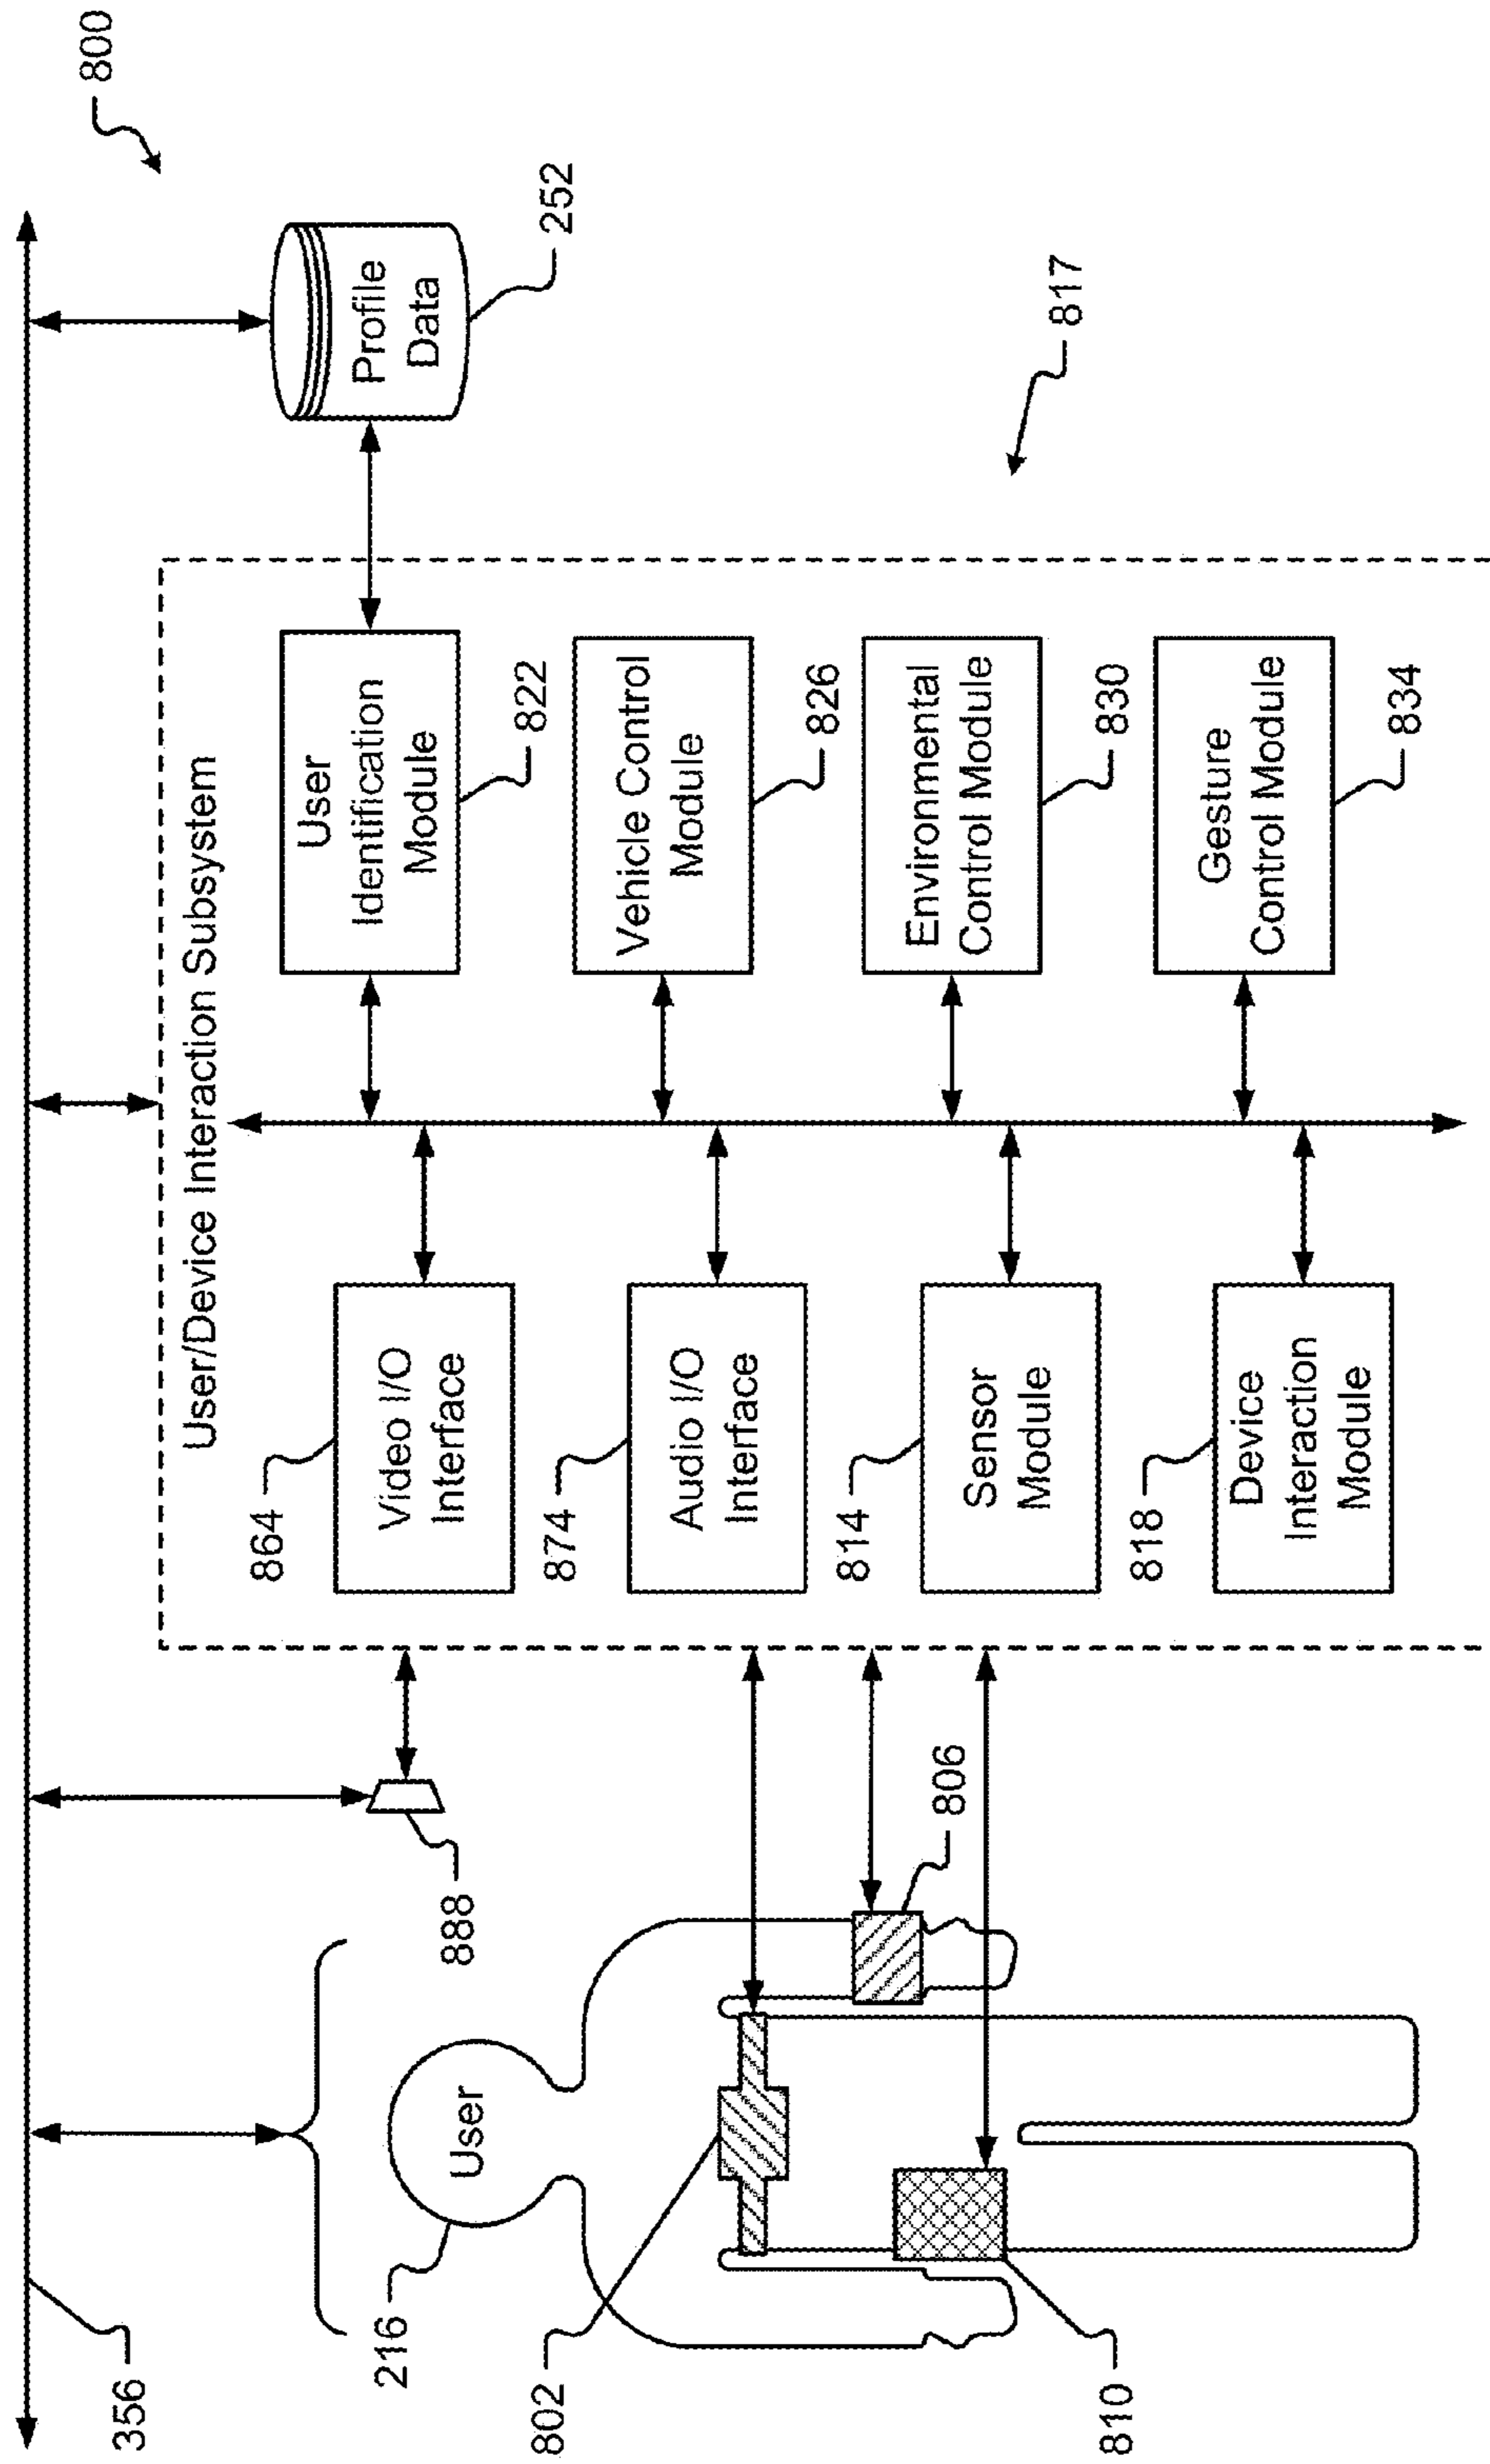 800
356
User/Device Interaction Subsystem
Profile
Data
252
817
888
User
216
802
806
810
864
Video I/O
Interface
874
Audio I/O
Interface
814
Sensor
Module
818
Device
Interaction
Module
User
Identification
Module
822
Vehicle Control
Module
826
Environmental
Control Module
830
Gesture
Control Module
834